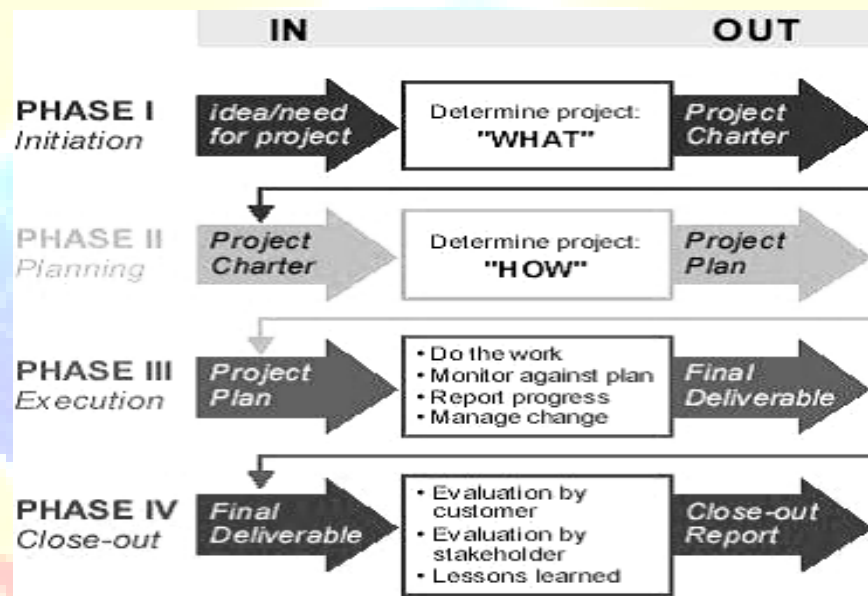 IN
OUT
PHASE I
Initiation
idea/need
for project
Determine project:
"WHAT"
Project
Charter
PHASE II
Planning
Project
Charter
Determine project:
"HOW"
Project
Plan
PHASE III
Execution
Project
Plan
• Do the work
• Monitor against plan
• Report progress
• Manage change
Final
Deliverable
PHASE IV
Close-out
Final
Deliverable
• Evaluation by
customer
• Evaluation by
stakeholder
• Lessons learned
Close-out
Report